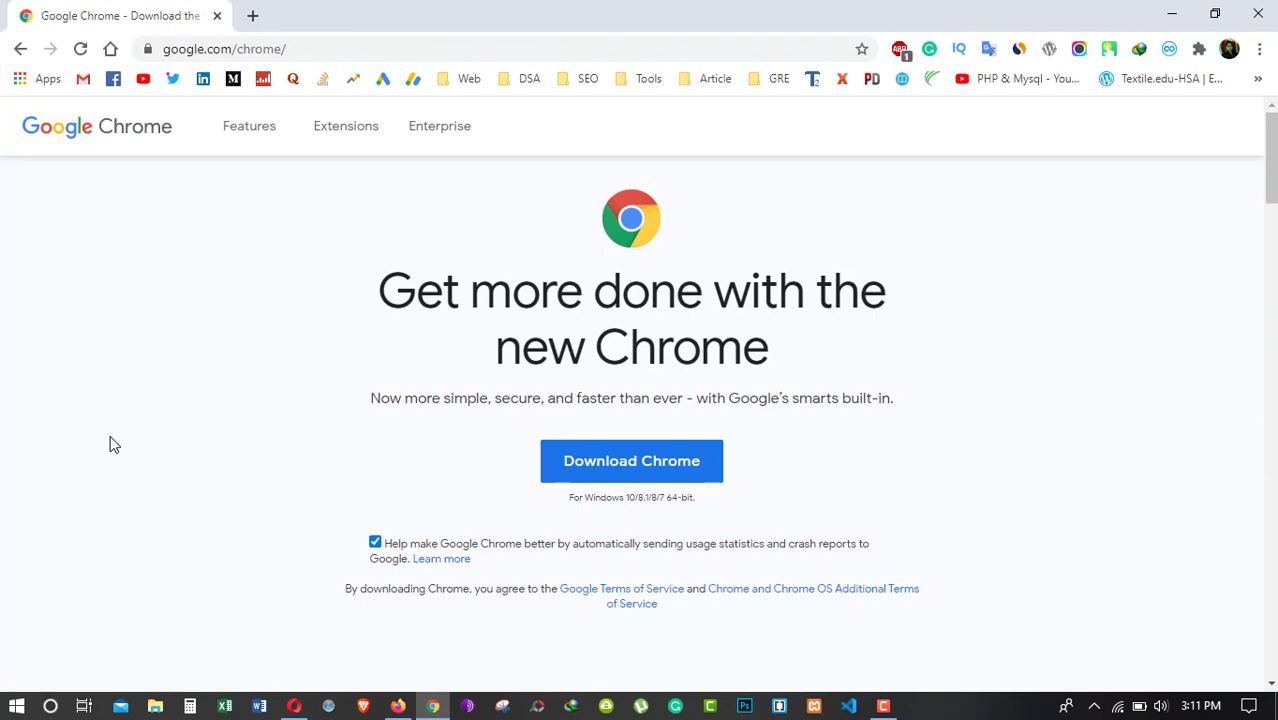 Google Chrome - Download the
google.com/chrome/
ABP
1
IQ
Apps
Web
DSA
SEO
Tools
Article
GRE
PD
PHP & Mysql - You...
Textile.edu-HSA | E...
»
Google Chrome
Features
Extensions
Enterprise
Get more done with the
new Chrome
Now more simple, secure, and faster than ever - with Google's smarts built-in.
Download Chrome
For Windows 10/8.1/8/7 64-bit.
Help make Google Chrome better by automatically sending usage statistics and crash reports to
Google. Learn more
By downloading Chrome, you agree to the Google Terms of Service and Chrome and Chrome OS Additional Terms
of Service
3:11 PM